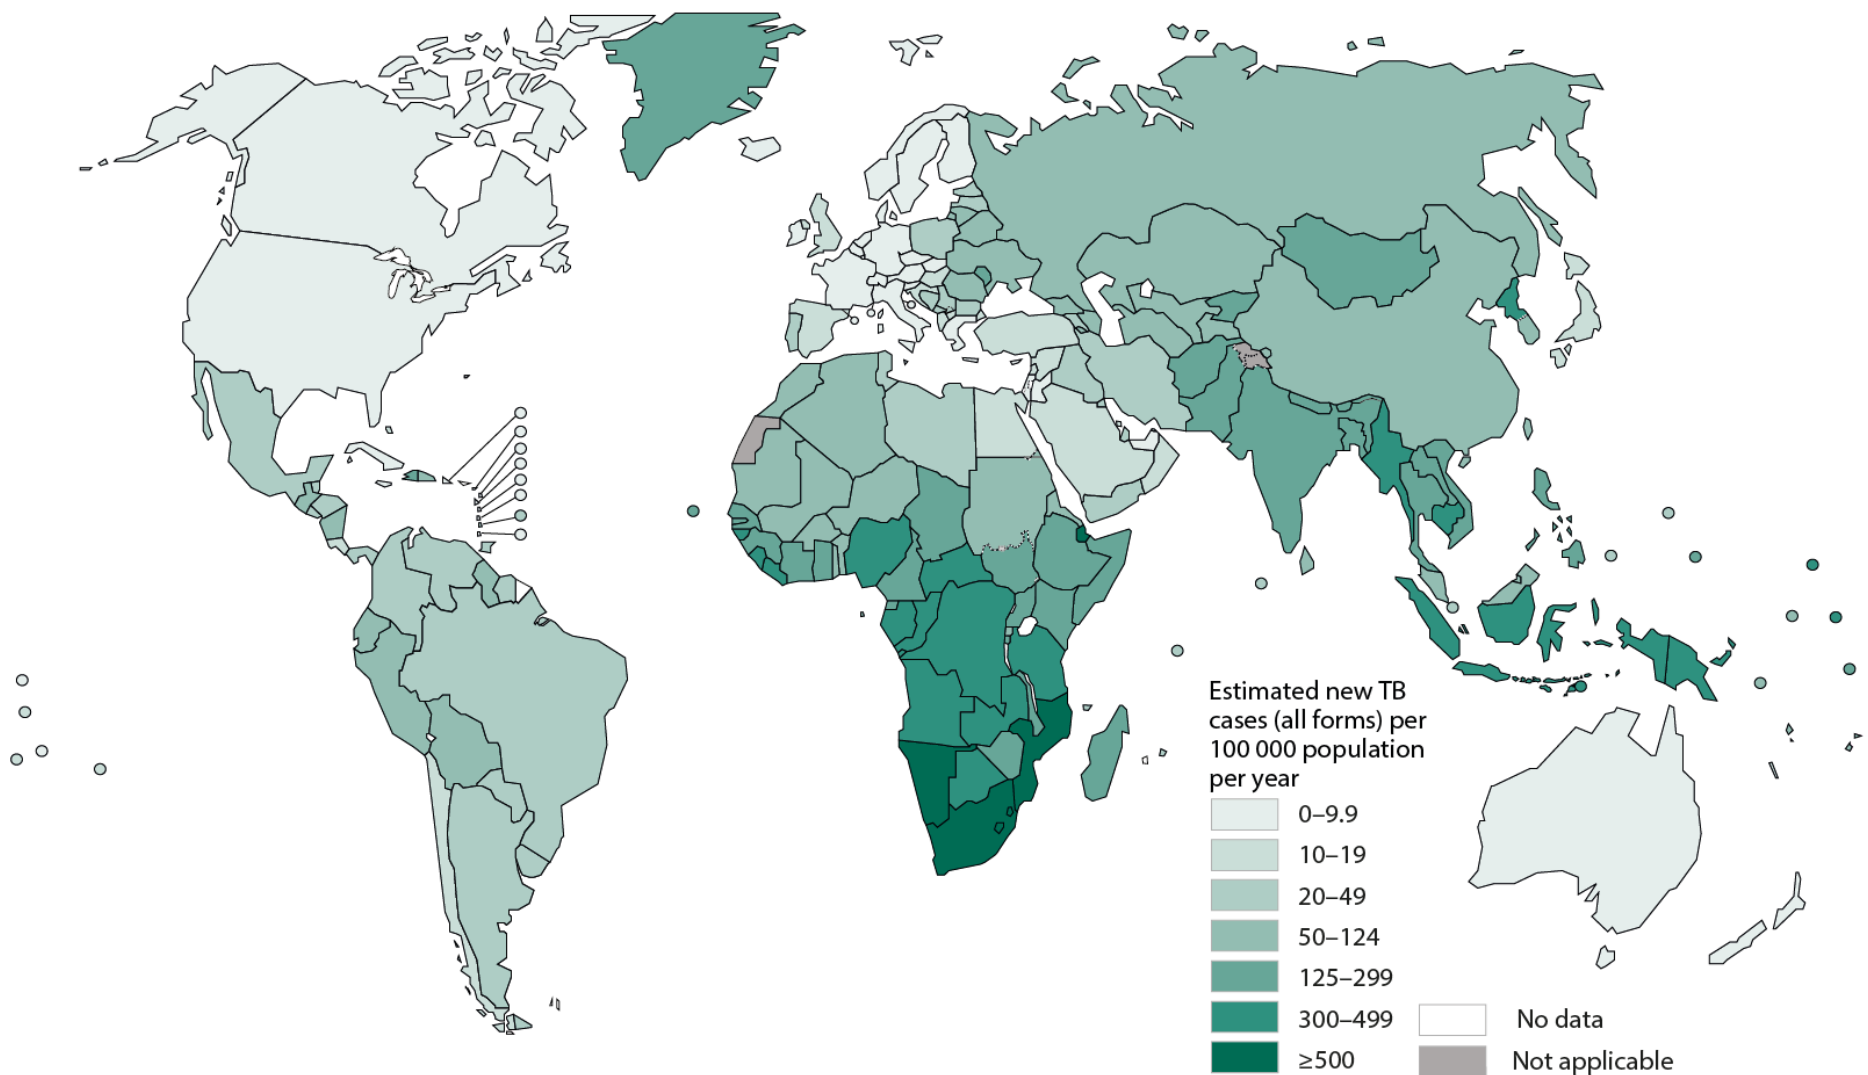 Estimated new TB
cases (all forms) per
100 000 population
per year
0–9.9
10–19
20–49
50–124
125–299
300–499
≥500
No data
Not applicable